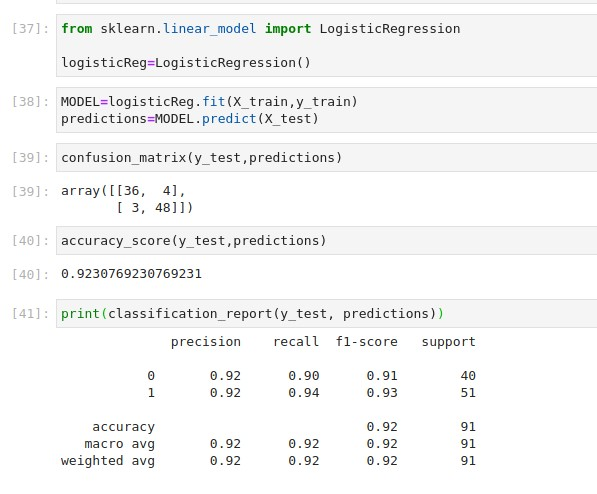 [37]: from sklearn.linear_model import LogisticRegression
logisticReg=LogisticRegression()
[38]: MODEL=logisticReg.fit(X_train,y_train)
predictions=MODEL.predict(X_test)
[39]: confusion_matrix(y_test,predictions)
[39]: array([[36,  4],
       [ 3, 48]])
[40]: accuracy_score(y_test,predictions)
[40]: 0.9230769230769231
[41]: print(classification_report(y_test, predictions))
              precision    recall  f1-score   support
           0       0.92      0.90      0.91        40
           1       0.92      0.94      0.93        51
    accuracy                           0.92        91
   macro avg       0.92      0.92      0.92        91
weighted avg       0.92      0.92      0.92        91